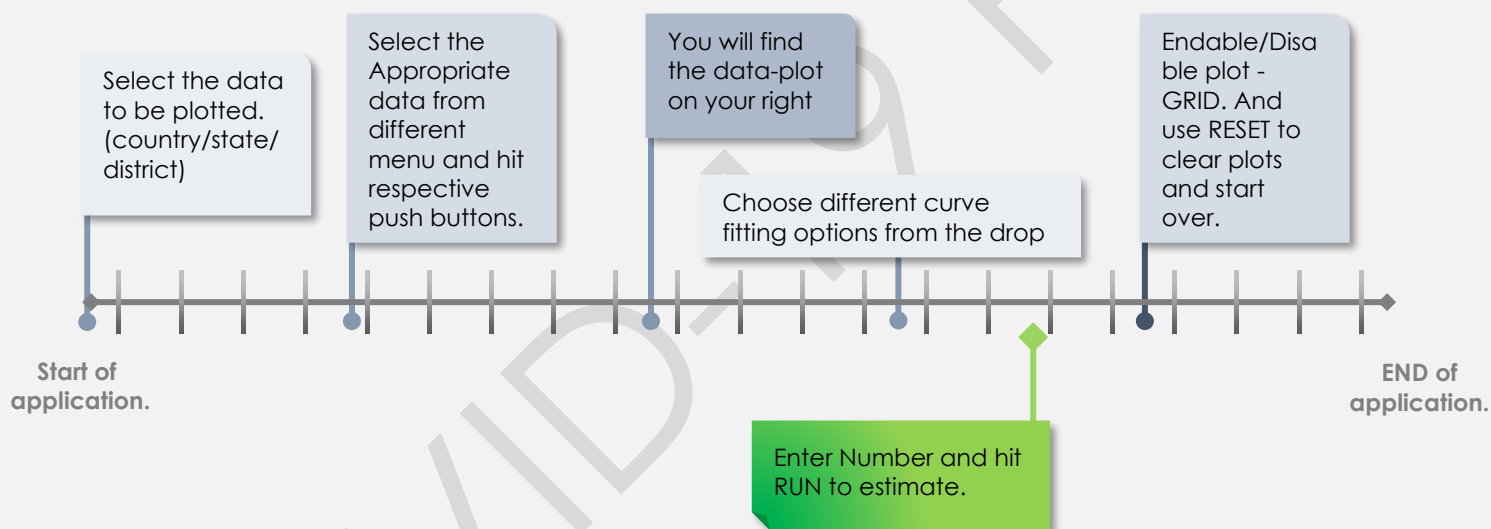 Select the data
to be plotted.
(country/state/
district)
Select the
Appropriate
data from
different
menu and hit
respective
push buttons.
You will find
the data-plot
on your right
Choose different curve
fitting options from the drop
Endable/Disa
ble plot -
GRID. And
use RESET to
clear plots
and start
over.
Start of
application.
END of
application.
Enter Number and hit
RUN to estimate.
VID-19